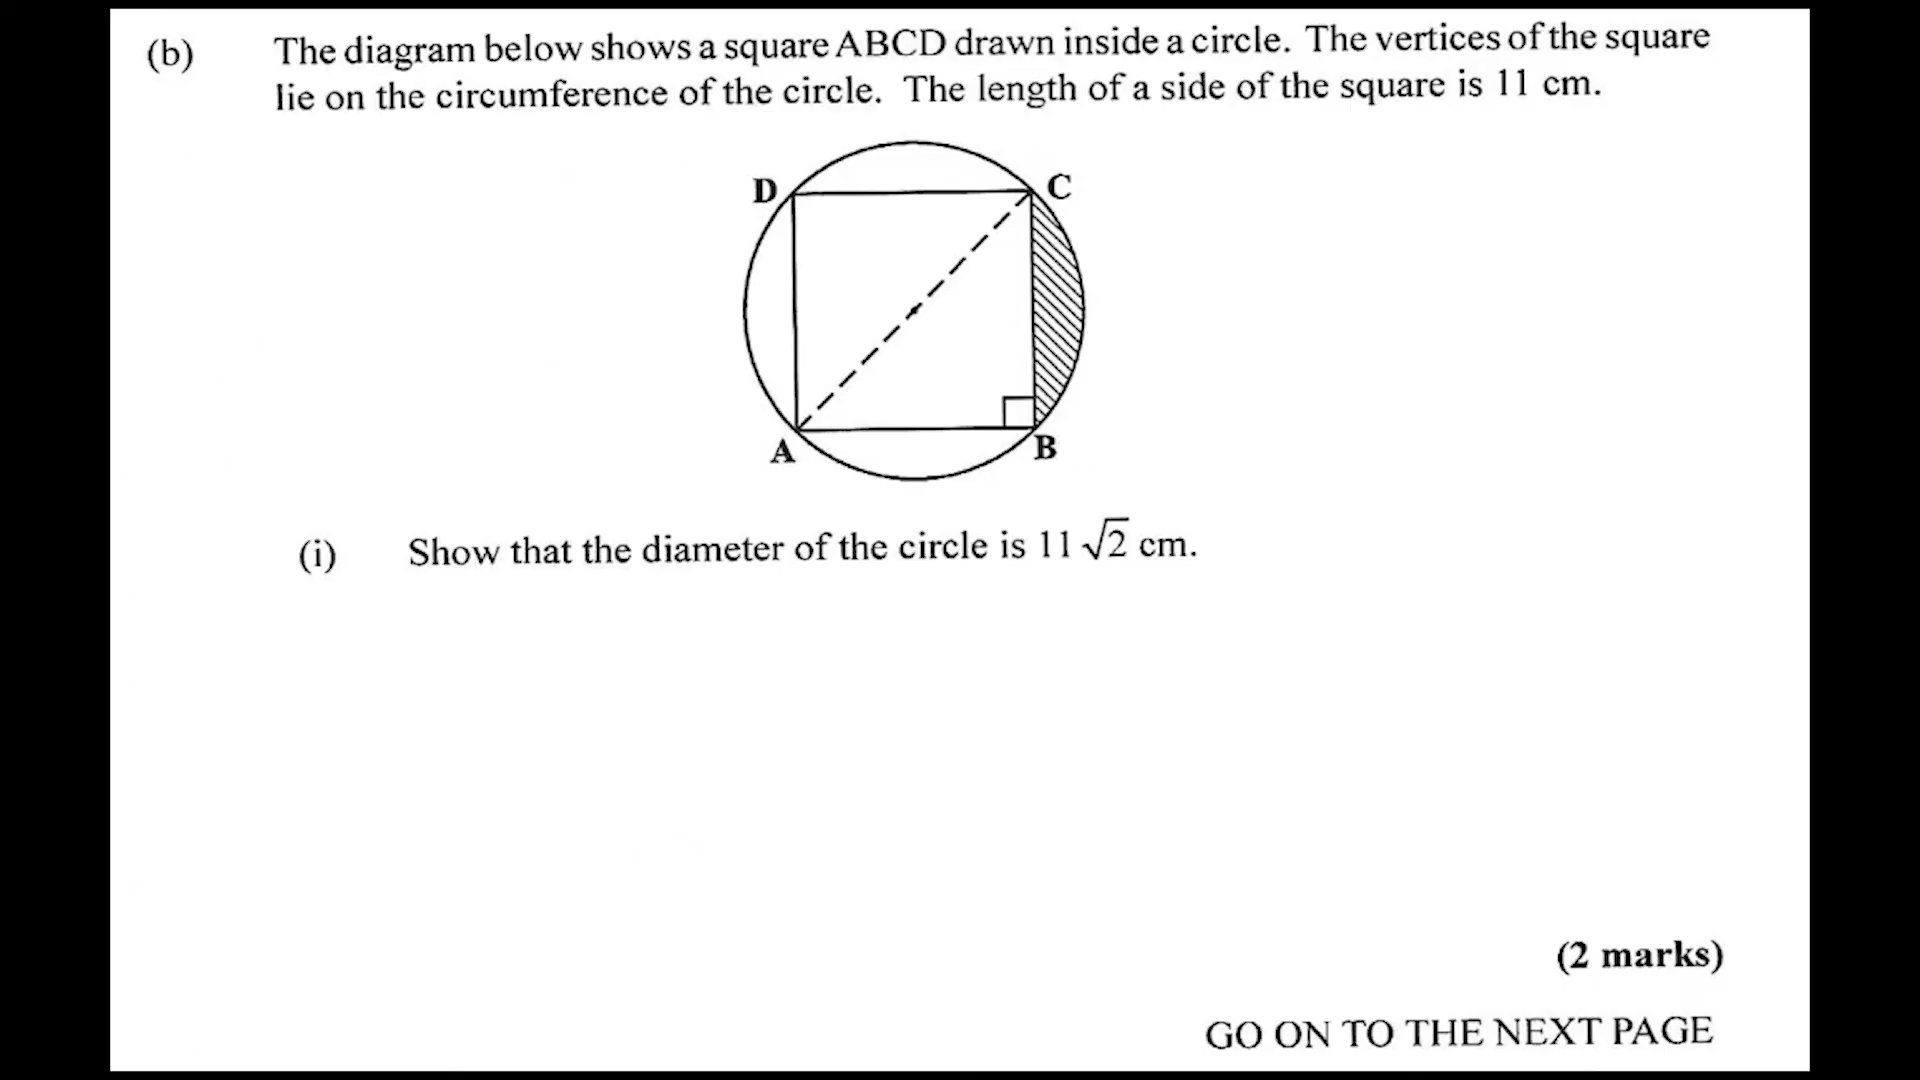 (b) The diagram below shows a square ABCD drawn inside a circle. The vertices of the square
lie on the circumference of the circle. The length of a side of the square is 11 cm.
D C
A B
(i) Show that the diameter of the circle is 11 √2 cm.
(2 marks)
GO ON TO THE NEXT PAGE